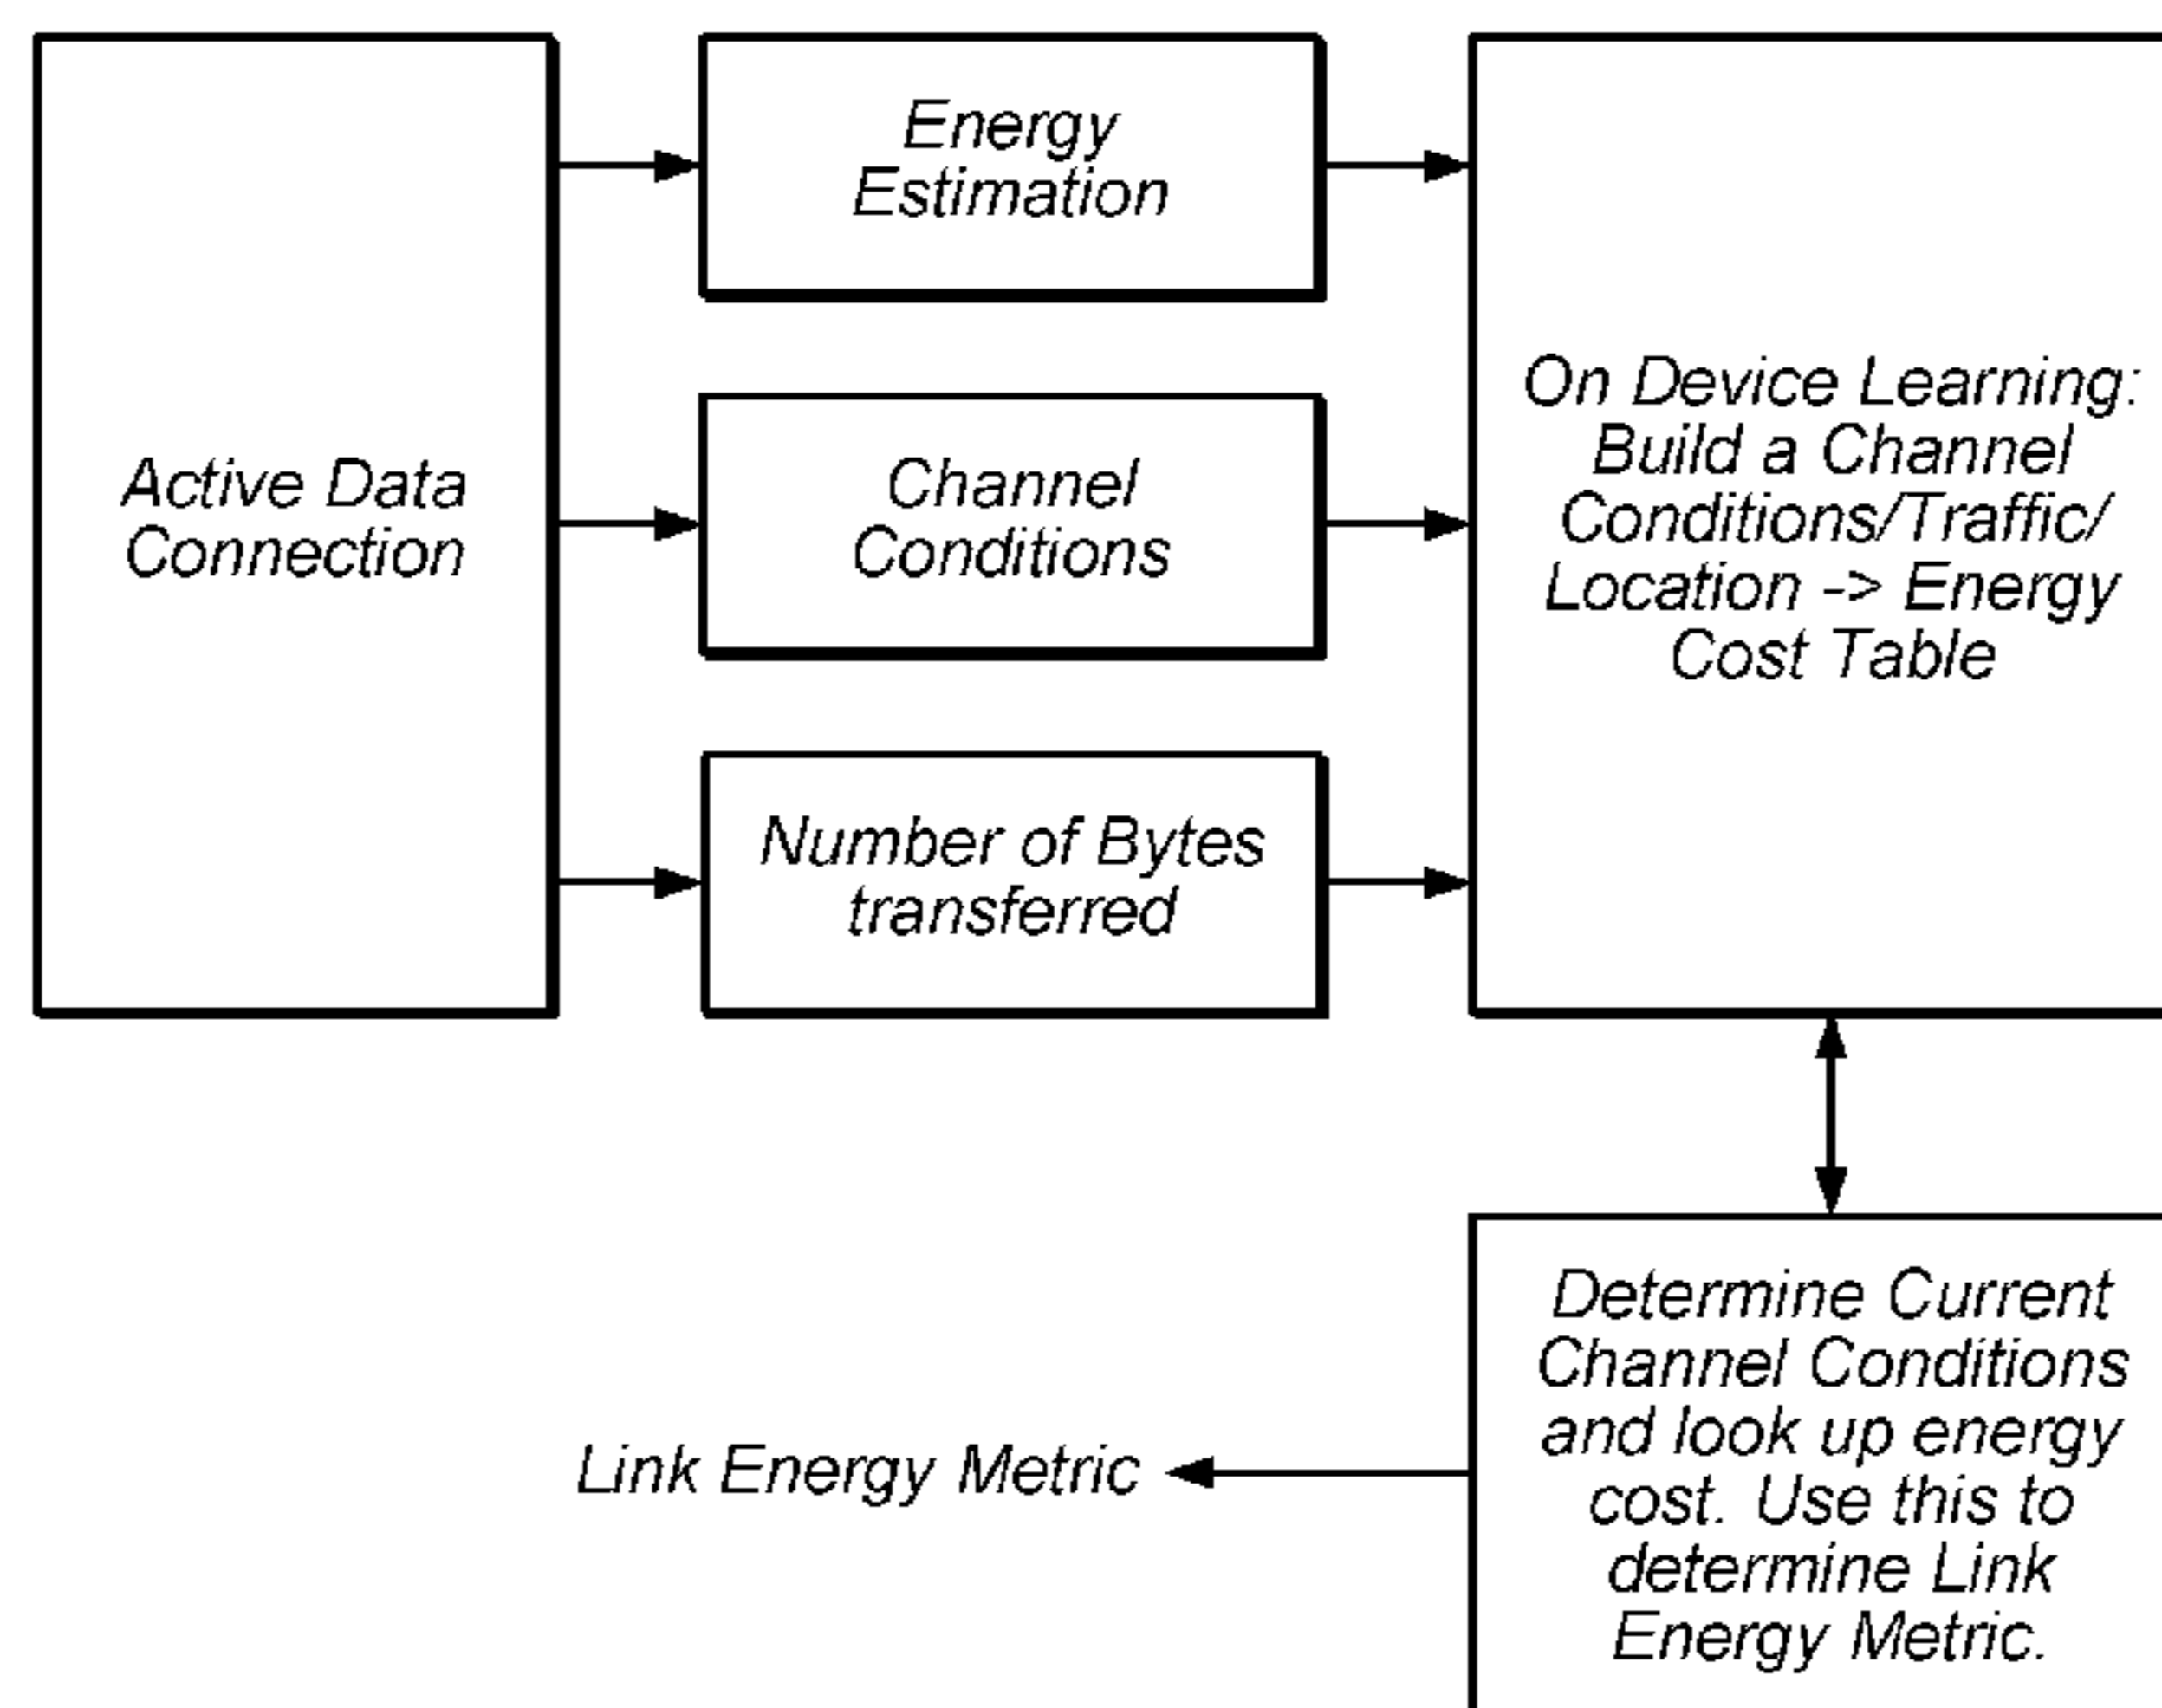 Active Data
Connection
Energy
Estimation
Channel
Conditions
Number of Bytes
transferred
On Device Learning:
Build a Channel
Conditions/Traffic/
Location -> Energy
Cost Table
Determine Current
Channel Conditions
and look up energy
cost. Use this to
determine Link
Energy Metric.
Link Energy Metric